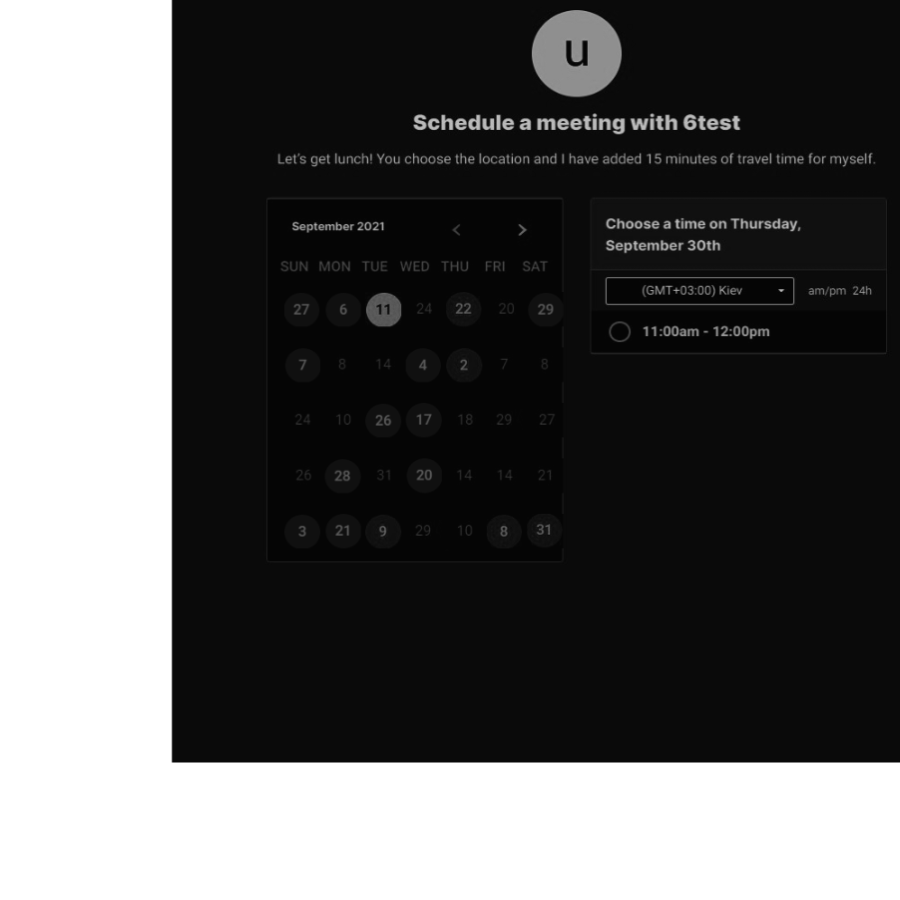 u
Schedule a meeting with 6test
Let's get lunch! You choose the location and I have added 15 minutes of travel time for myself.
September 2021
SUN MON TUE WED THU FRI SAT
27 6 11 24 22 20 29
7 8 14 4 2 7 8
24 10 26 17 18 29 27
26 28 31 20 14 14 21
3 21 9 29 10 8 31
Choose a time on Thursday,
September 30th
(GMT+03:00) Kiev am/pm 24h
11:00am - 12:00pm